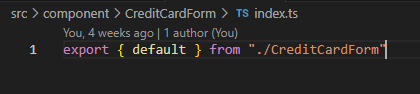 src > component > CreditCardForm > TS index.ts
You, 4 weeks ago | 1 author (You)
1 export { default } from "./CreditCardForm"